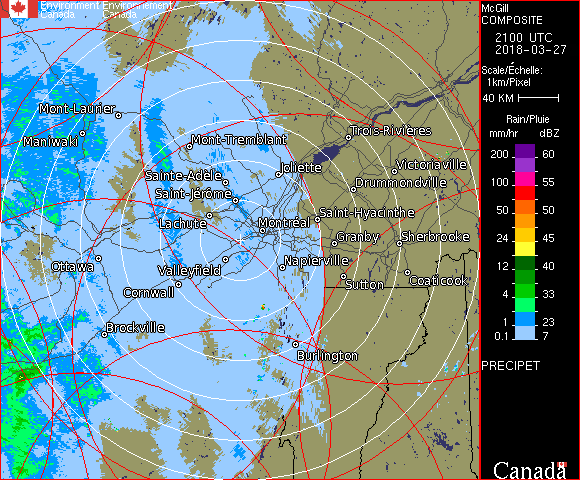 Environment Environnement
Canada Canada
McGill
COMPOSITE
2100 UTC
2018-03-27
Scale/Échelle:
1km/Pixel
40 KM
Rain/Pluie
mm/hr dBZ
200 60
100 55
50 50
24 45
12 40
8 33
4 28
1 23
0.1 7
PRECIPET
Mont-Laurier
Maniwaki
Mont-Tremblant
Trois-Rivières
Joliette
Victoriaville
Sainte-Adèle
Drummondville
Saint-Jérôme
Saint-Hyacinthe
Lachute
Montréal
Granby
Sherbrooke
Ottawa
Valleyfield
Napierville
Sutton
Coaticook
Cornwall
Brockville
Burlington
Canada